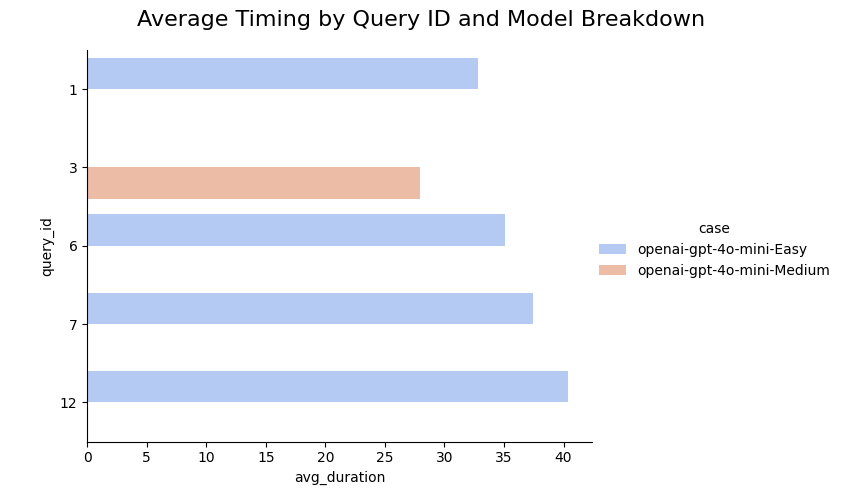 Average Timing by Query ID and Model Breakdown
query_id
1
3
6
7
12
0 5 10 15 20 25 30 35 40
avg_duration
case
openai-gpt-4o-mini-Easy
openai-gpt-4o-mini-Medium